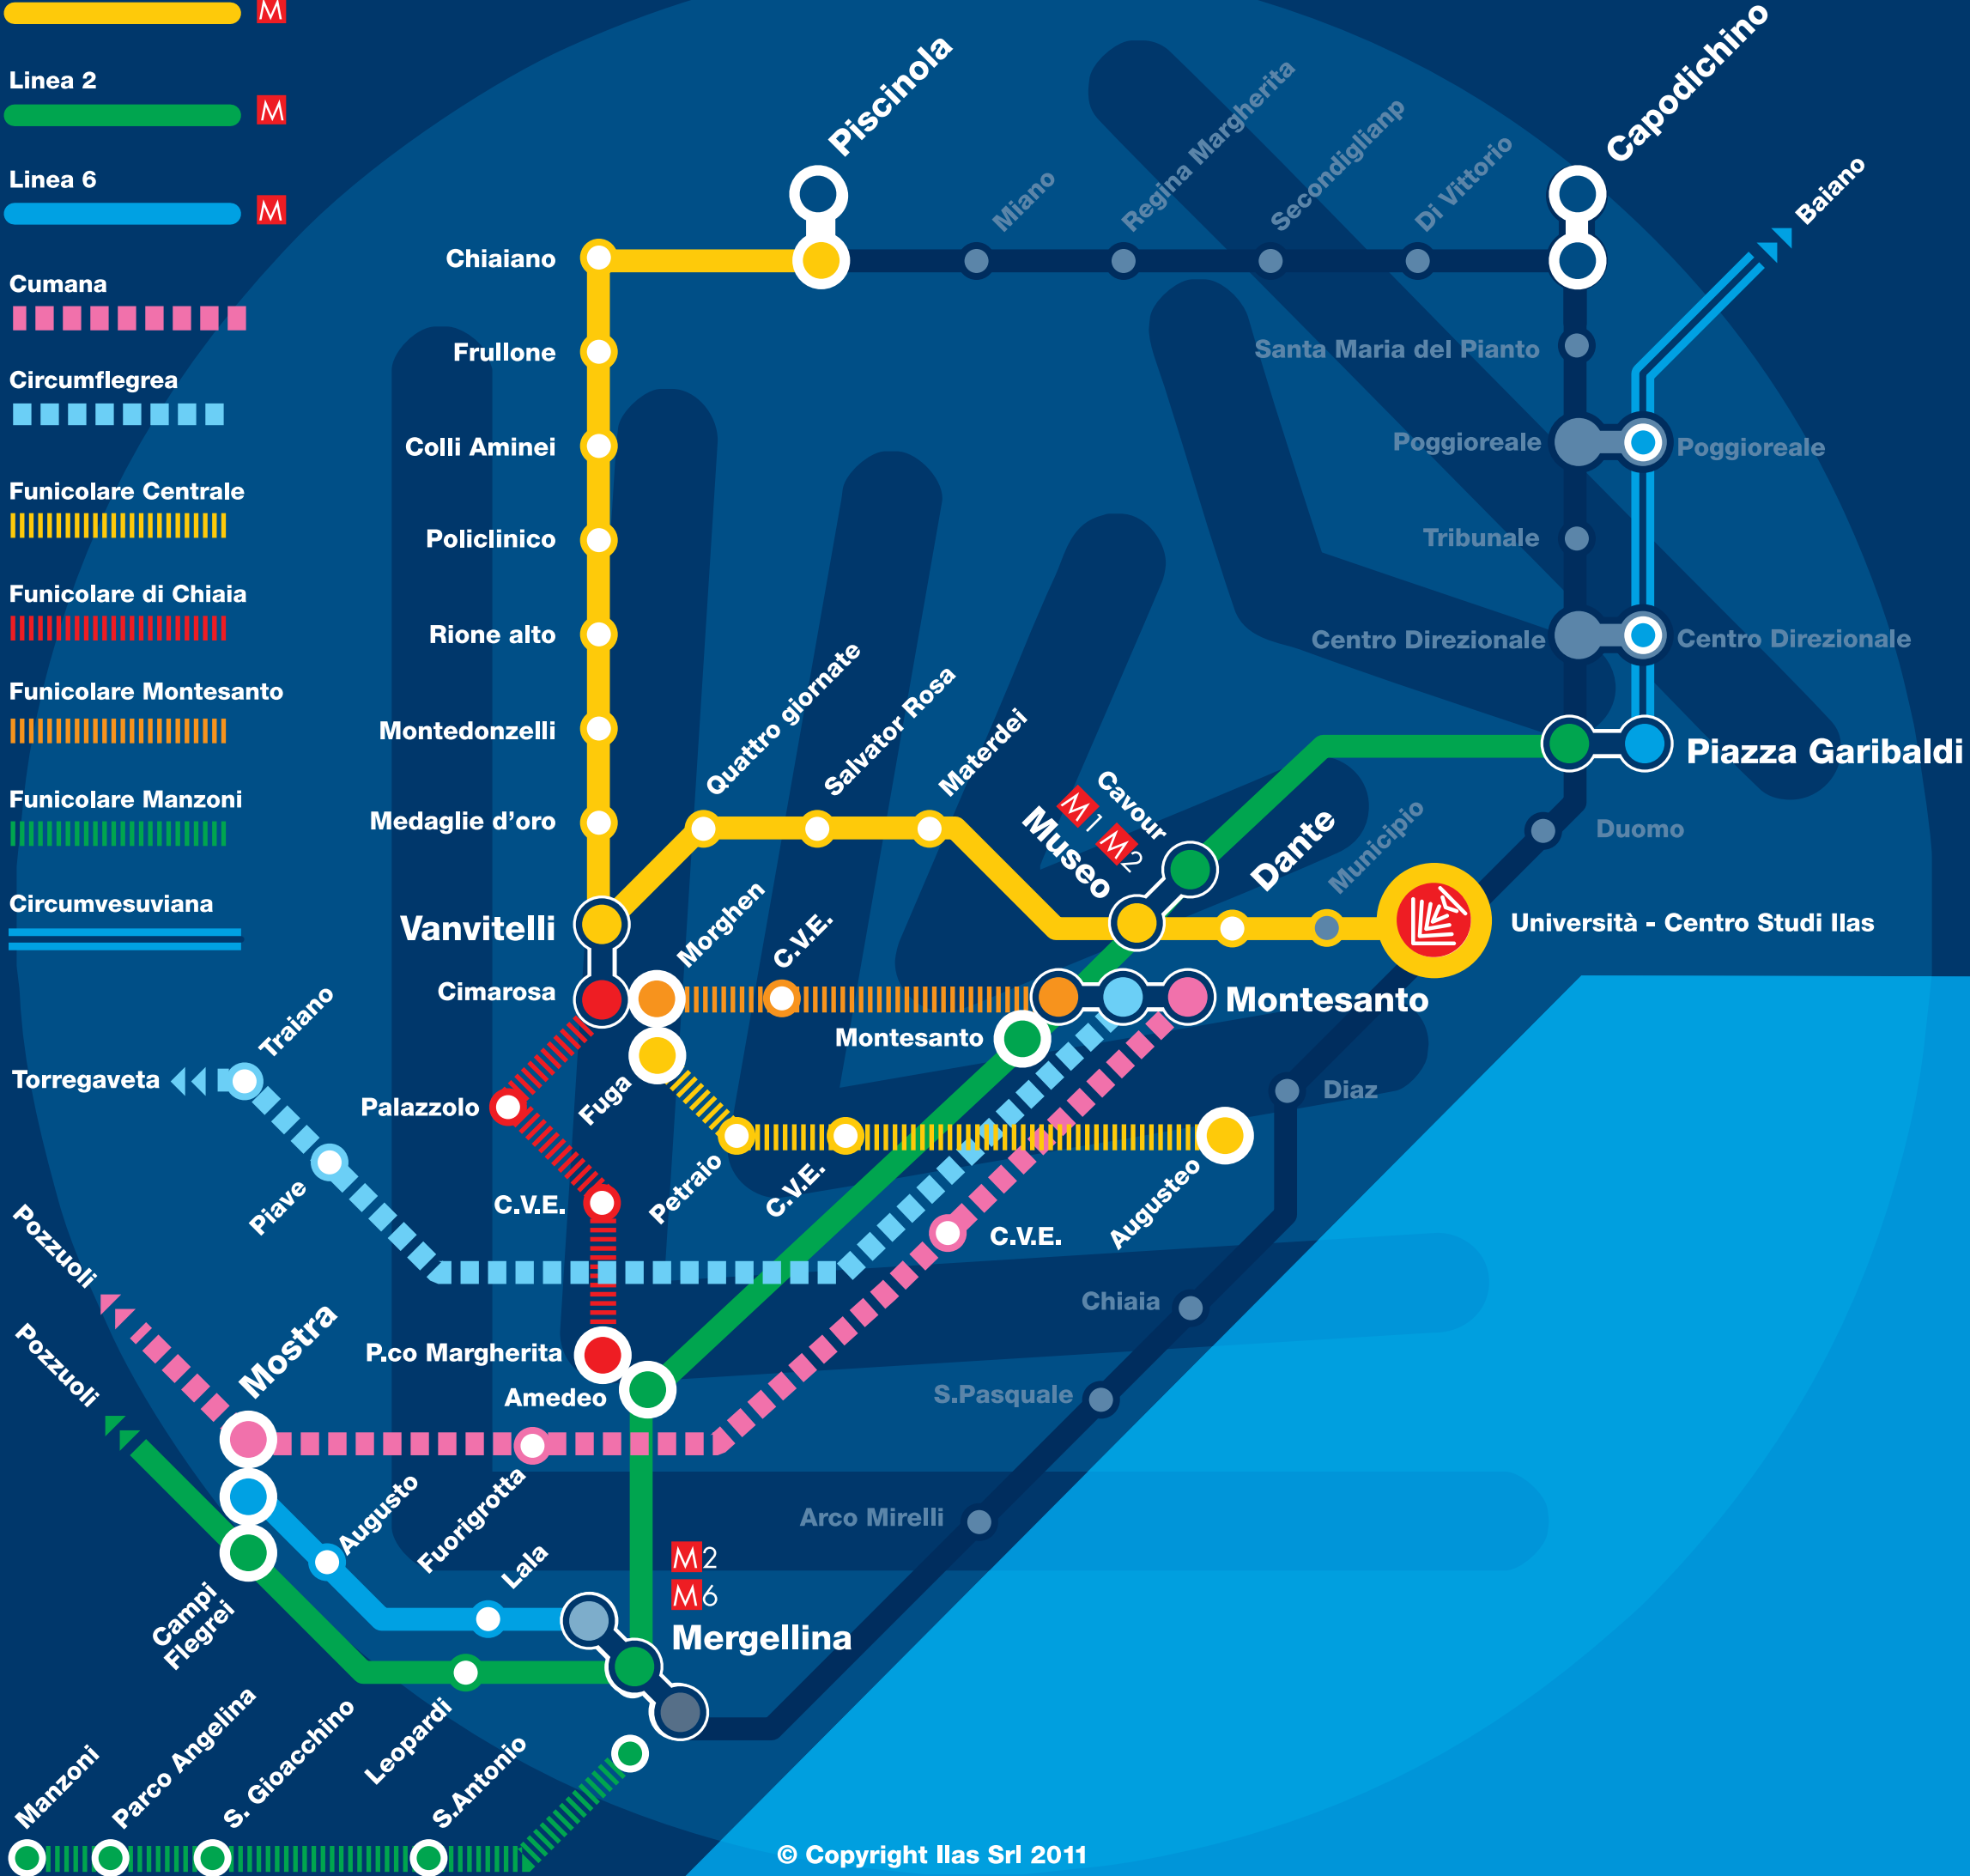 M
Linea 2
M
Linea 6
M
Cumana
Circumflegrea
Funicolare Centrale
Funicolare di Chiaia
Funicolare Montesanto
Funicolare Manzoni
Circumvesuviana
Piscinola
Miano
Regina Margherita
Secondiglianp
Di Vittorio
Capodichino
Baiano
Chiaiano
Frullone
Colli Aminei
Policlinico
Rione alto
Montedonzelli
Medaglie d'oro
Vanvitelli
Cimarosa
Quattro giornate
Salvator Rosa
Materdei
Museo
M1 M2
Cavour
Dante
Municipio
Università - Centro Studi Ilas
Santa Maria del Pianto
Poggioreale
Poggioreale
Tribunale
Centro Direzionale
Centro Direzionale
Piazza Garibaldi
Duomo
Morghen
C.V.E.
Montesanto
Montesanto
Traiano
Torregaveta
Piave
Palazzolo
Fuga
C.V.E.
Petraio
C.V.E.
Augusteo
C.V.E.
Diaz
Chiaia
S.Pasquale
Arco Mirelli
Pozzuoli
Pozzuoli
Mostra
P.co Margherita
Amedeo
Augusto
Fuorigrotta
Lala
Campi
Flegrei
M2
M6
Mergellina
Leopardi
Manzoni
Parco Angelina
S. Gioacchino
S.Antonio
© Copyright Ilas Srl 2011